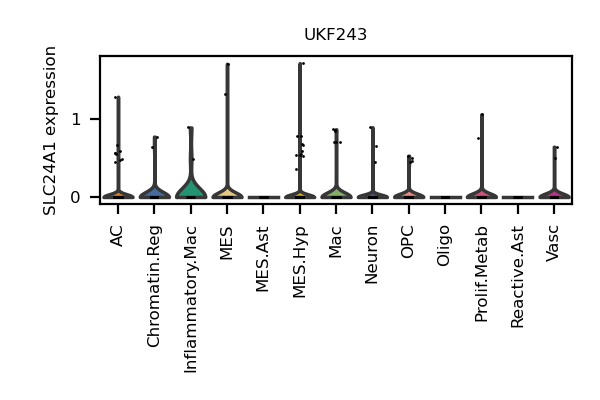 UKF243
SLC24A1 expression
1
0
AC
Chromatin.Reg
Inflammatory.Mac
MES
MES.Ast
MES.Hyp
Mac
Neuron
OPC
Oligo
Prolif.Metab
Reactive.Ast
Vasc